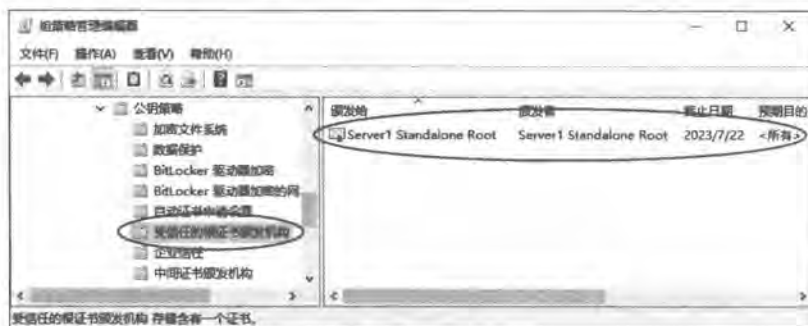 组策略管理编辑器
文件(F) 操作(A) 查看(V) 帮助(H)
公钥策略
加密文件系统
数据保护
BitLocker 驱动器加密
BitLocker 驱动器加密的网
自动证书申请设置
受信任的根证书颁发机构
企业信任
中间证书颁发机构
颁发给 颁发者 截止日期 预期目的
Server1 Standalone Root Server1 Standalone Root 2023/7/22 <所有>
受信任的根证书颁发机构 存储含有一个证书。